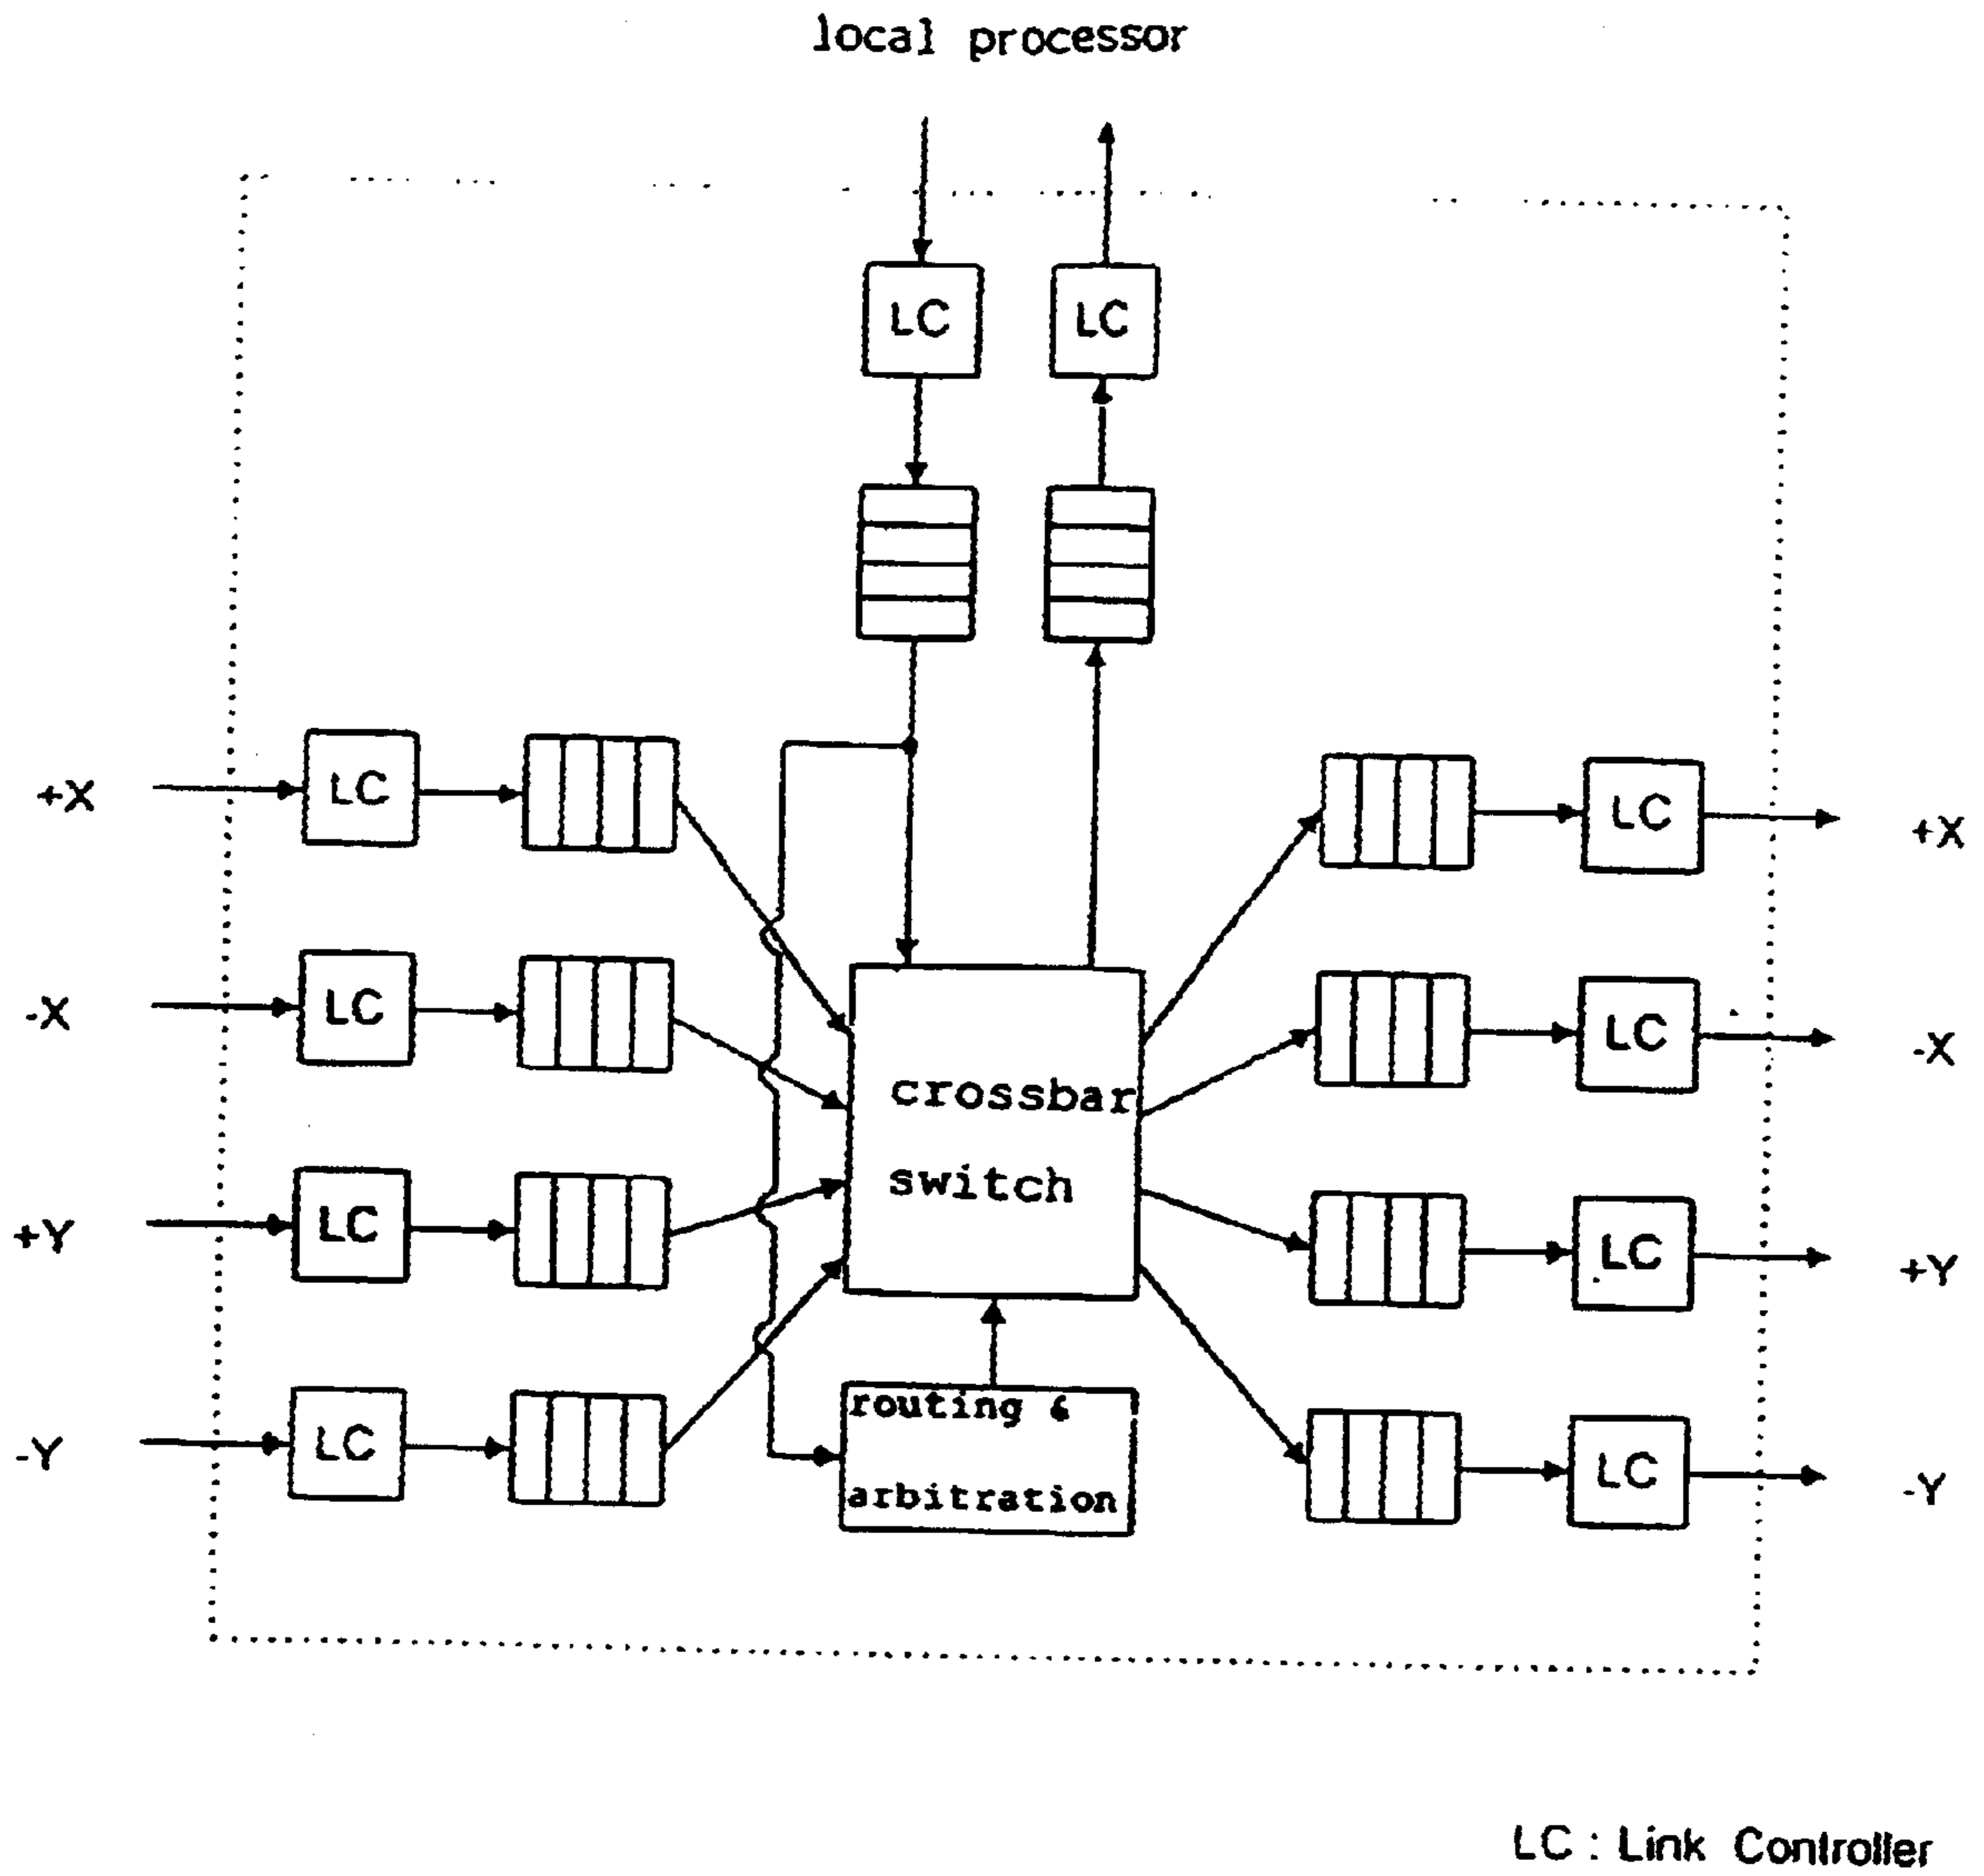 local processor
LC
LC
+X
LC
LC
+X
-X
LC
LC
-X
crossbar
switch
+Y
LC
LC
+Y
-Y
LC
routing &
arbitration
LC
-Y
LC : Link Controller